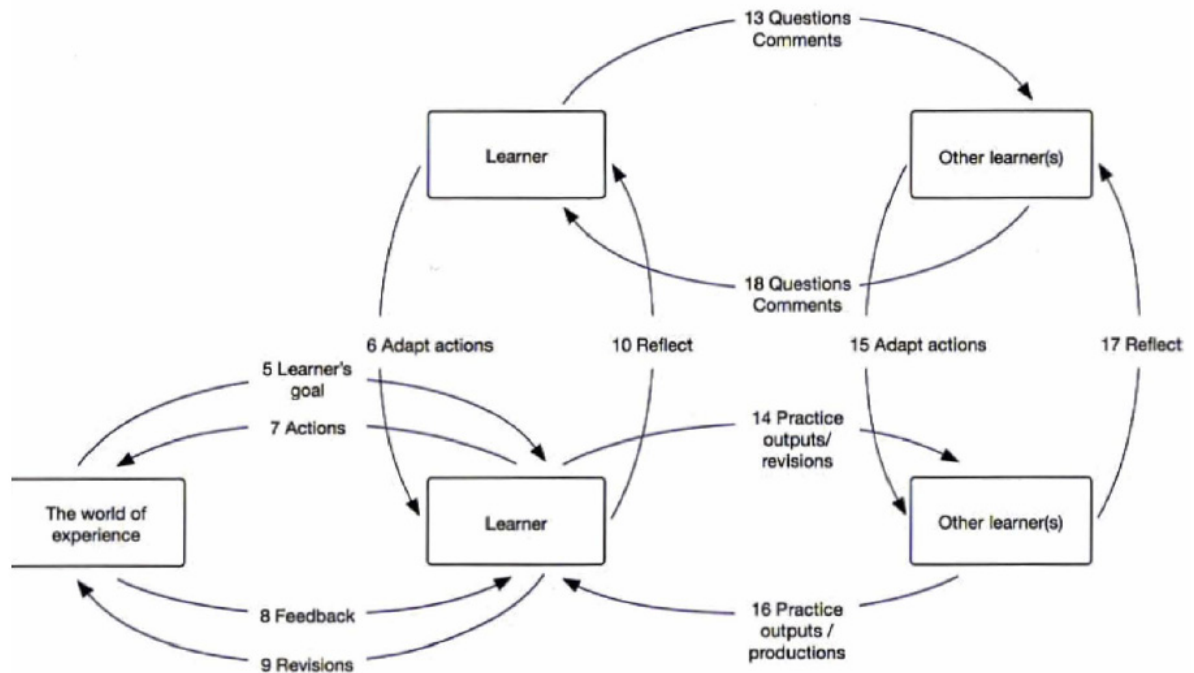 13 Questions
Comments
Learner
Other learner(s)
18 Questions
Comments
6 Adapt actions
10 Reflect
15 Adapt actions
17 Reflect
5 Learner's
goal
7 Actions
14 Practice
outputs/
revisions
The world of
experience
Learner
Other learner(s)
8 Feedback
9 Revisions
16 Practice
outputs /
productions